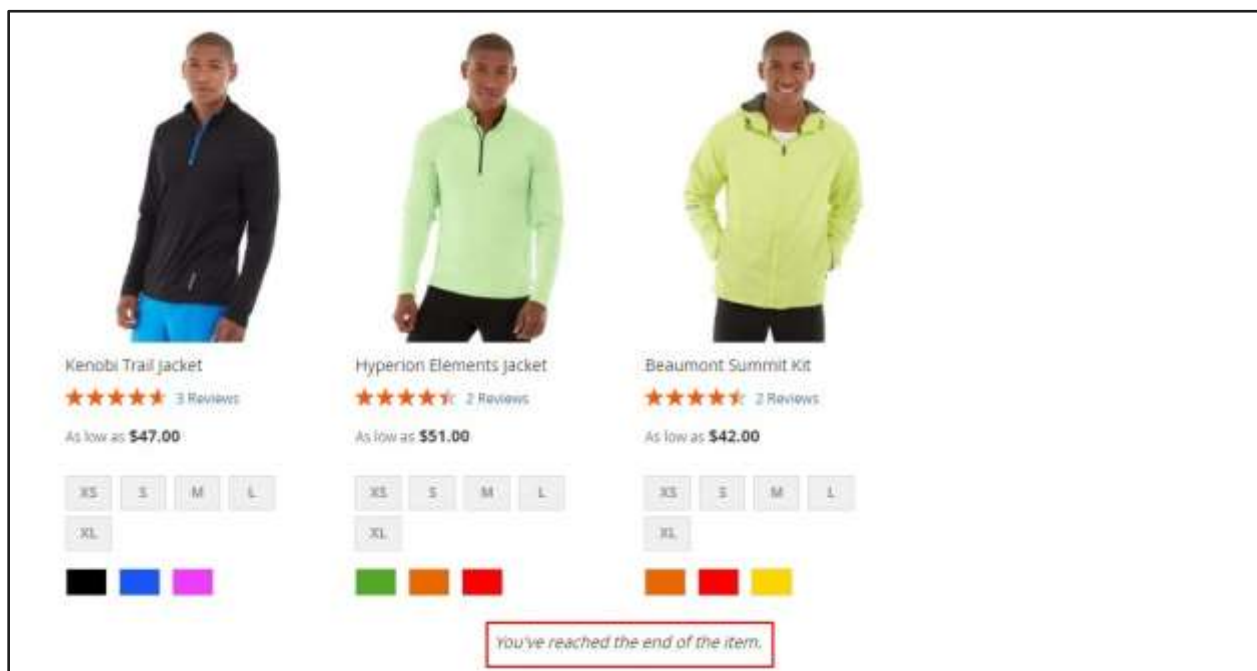 Kenobi Trail Jacket
3 Reviews
As low as $47.00
XS S M L
XL
Hyperion Elements Jacket
2 Reviews
As low as $51.00
XS S M L
XL
Beaumont Summit Kit
2 Reviews
As low as $42.00
XS S M L
XL
You've reached the end of the item.